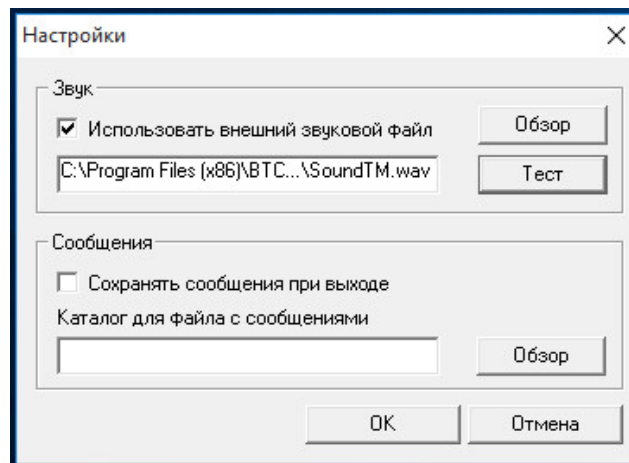 Настройки
Звук
Использовать внешний звуковой файл
Обзор
C:\Program Files (x86)\BTC...\SoundTM.wav
Тест
Сообщения
Сохранять сообщения при выходе
Каталог для файла с сообщениями
Обзор
OK
Отмена